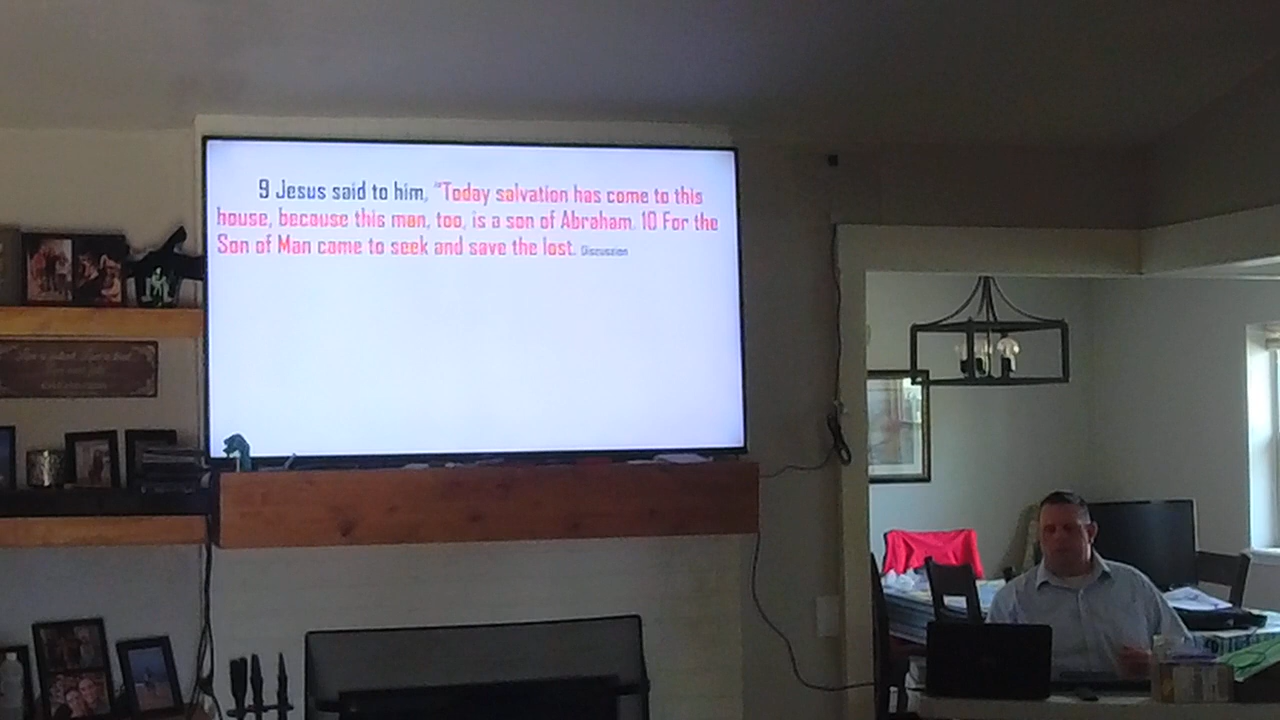 9 Jesus said to him, "Today salvation has come to this
house, because this man, too, is a son of Abraham. 10 For the
Son of Man came to seek and save the lost. Discussion